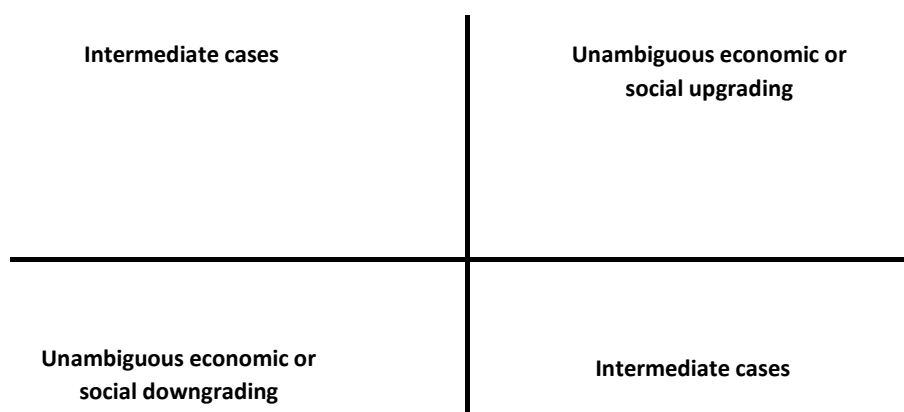 Intermediate cases
Unambiguous economic or
social upgrading
Unambiguous economic or
social downgrading
Intermediate cases